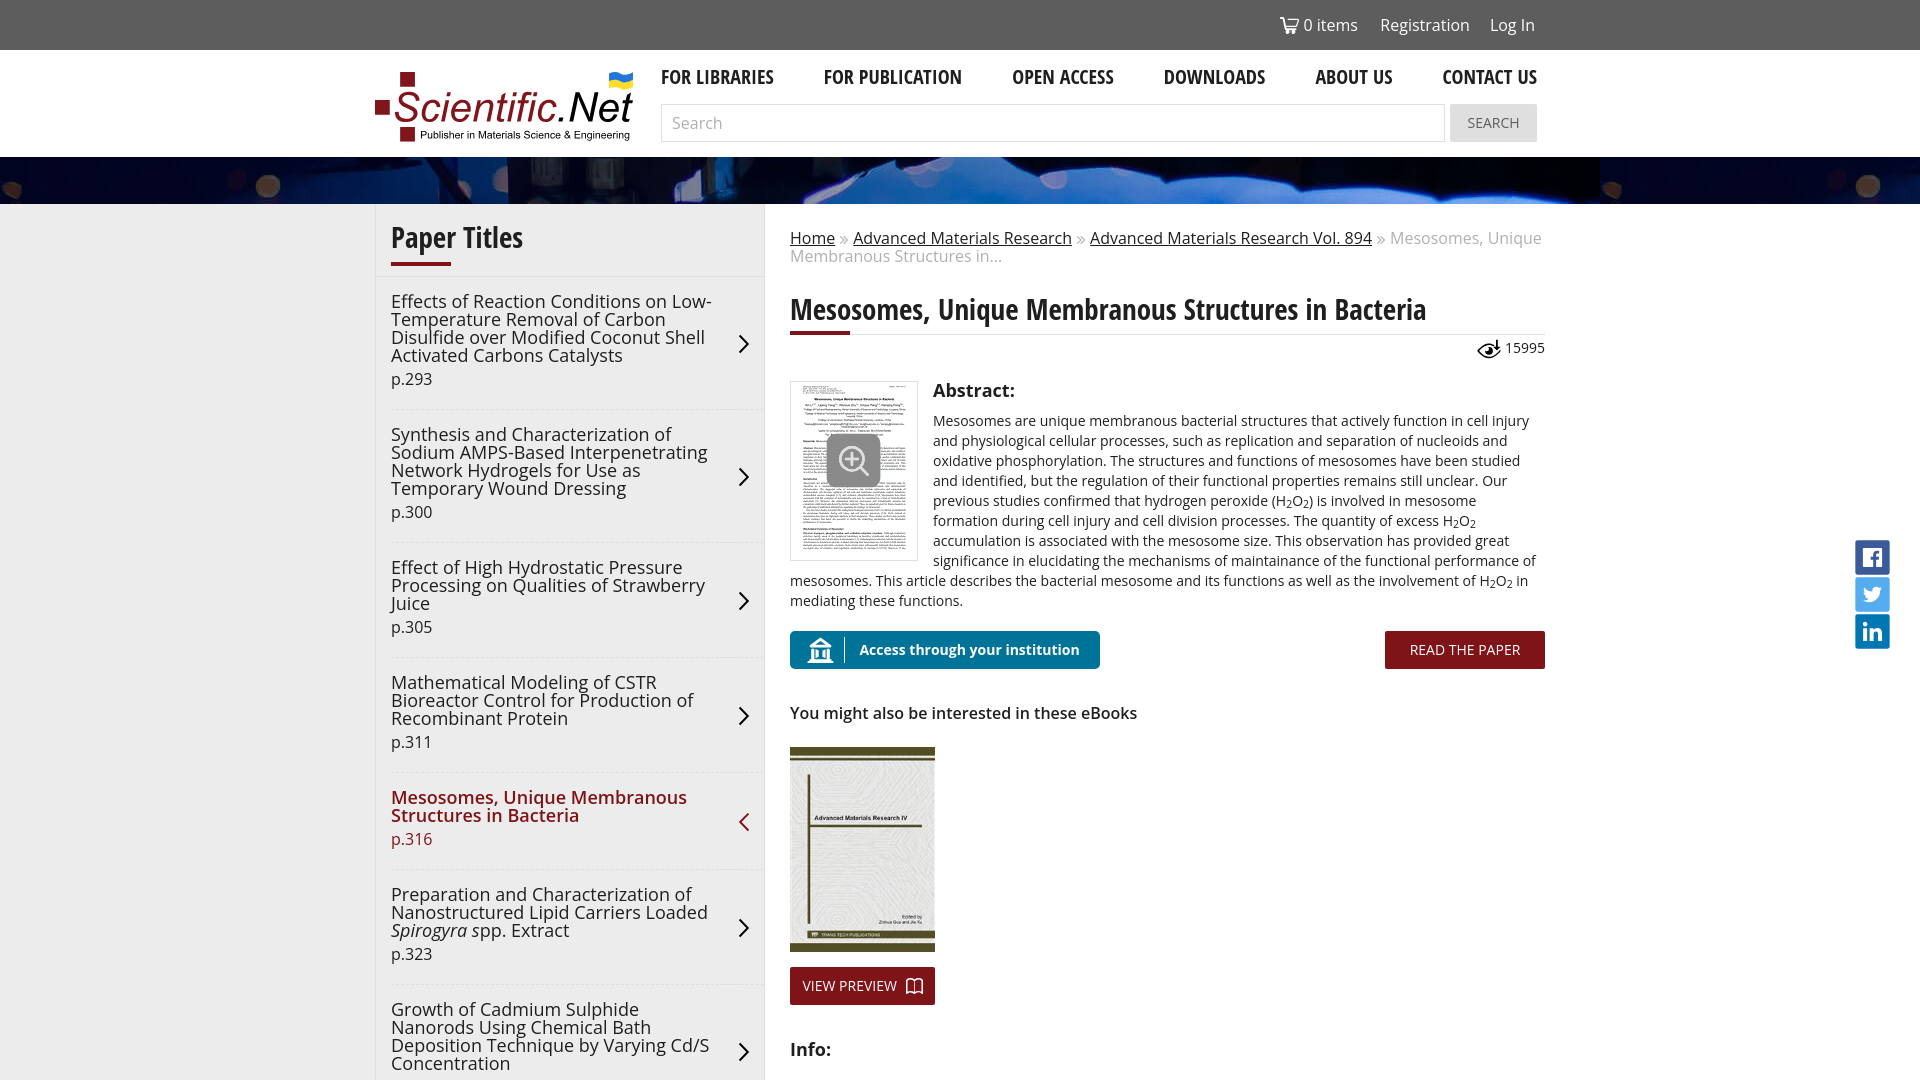 0 items
Registration
Log In
Scientific.Net
Publisher in Materials Science & Engineering
FOR LIBRARIES
FOR PUBLICATION
OPEN ACCESS
DOWNLOADS
ABOUT US
CONTACT US
Search
SEARCH
Paper Titles
Effects of Reaction Conditions on Low-
Temperature Removal of Carbon
Disulfide over Modified Coconut Shell
Activated Carbons Catalysts
p.293
Synthesis and Characterization of
Sodium AMPS-Based Interpenetrating
Network Hydrogels for Use as
Temporary Wound Dressing
p.300
Effect of High Hydrostatic Pressure
Processing on Qualities of Strawberry
Juice
p.305
Mathematical Modeling of CSTR
Bioreactor Control for Production of
Recombinant Protein
p.311
Mesosomes, Unique Membranous
Structures in Bacteria
p.316
Preparation and Characterization of
Nanostructured Lipid Carriers Loaded
Spirogyra spp. Extract
p.323
Growth of Cadmium Sulphide
Nanorods Using Chemical Bath
Deposition Technique by Varying Cd/S
Concentration
Home » Advanced Materials Research » Advanced Materials Research Vol. 894 » Mesosomes, Unique
Membranous Structures in...
Mesosomes, Unique Membranous Structures in Bacteria
15995
Abstract:
Mesosomes are unique membranous bacterial structures that actively function in cell injury
and physiological cellular processes, such as replication and separation of nucleoids and
oxidative phosphorylation. The structures and functions of mesosomes have been studied
and identified, but the regulation of their functional properties remains still unclear. Our
previous studies confirmed that hydrogen peroxide (H2O2) is involved in mesosome
formation during cell injury and cell division processes. The quantity of excess H2O2
accumulation is associated with the mesosome size. This observation has provided great
significance in elucidating the mechanisms of maintainance of the functional performance of
mesosomes. This article describes the bacterial mesosome and its functions as well as the involvement of H2O2 in
mediating these functions.
Access through your institution
READ THE PAPER
You might also be interested in these eBooks
Advanced Materials Research IV
Edited by
Zhihua Guo and Jie Xu
TRANS TECH PUBLICATIONS
VIEW PREVIEW
Info: